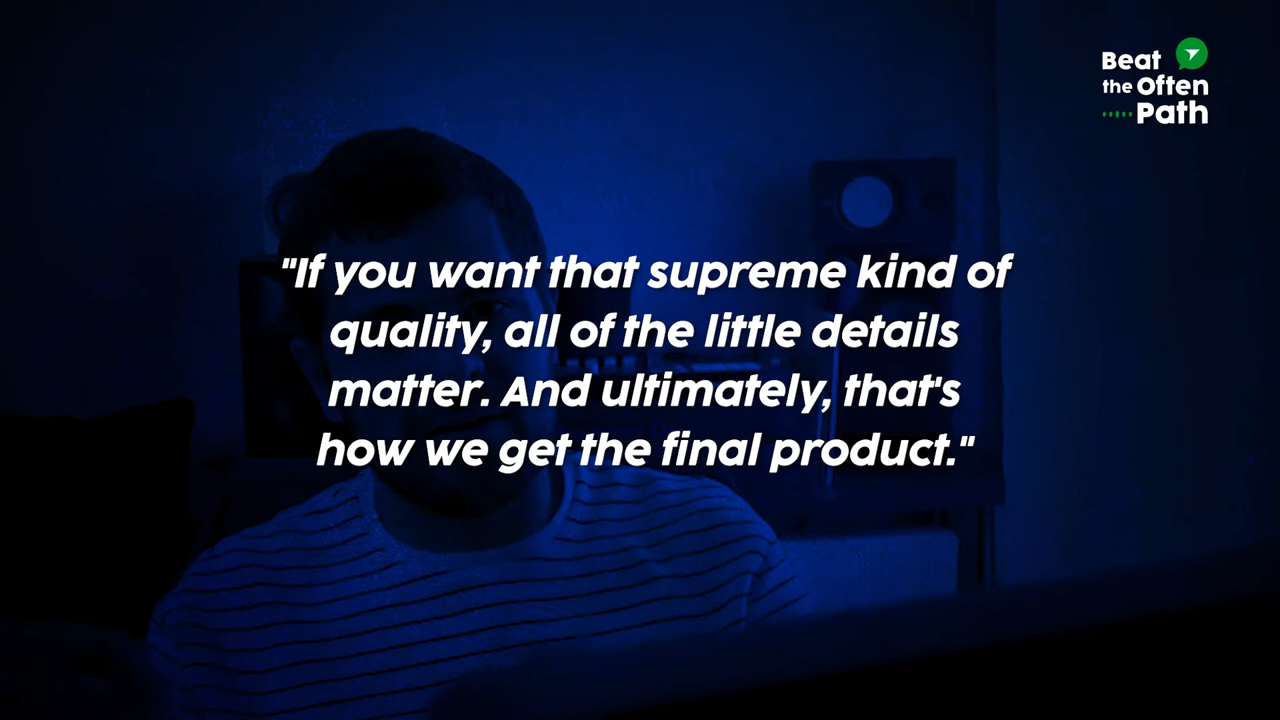 Beat
the Often
Path
"If you want that supreme kind of
quality, all of the little details
matter. And ultimately, that's
how we get the final product."